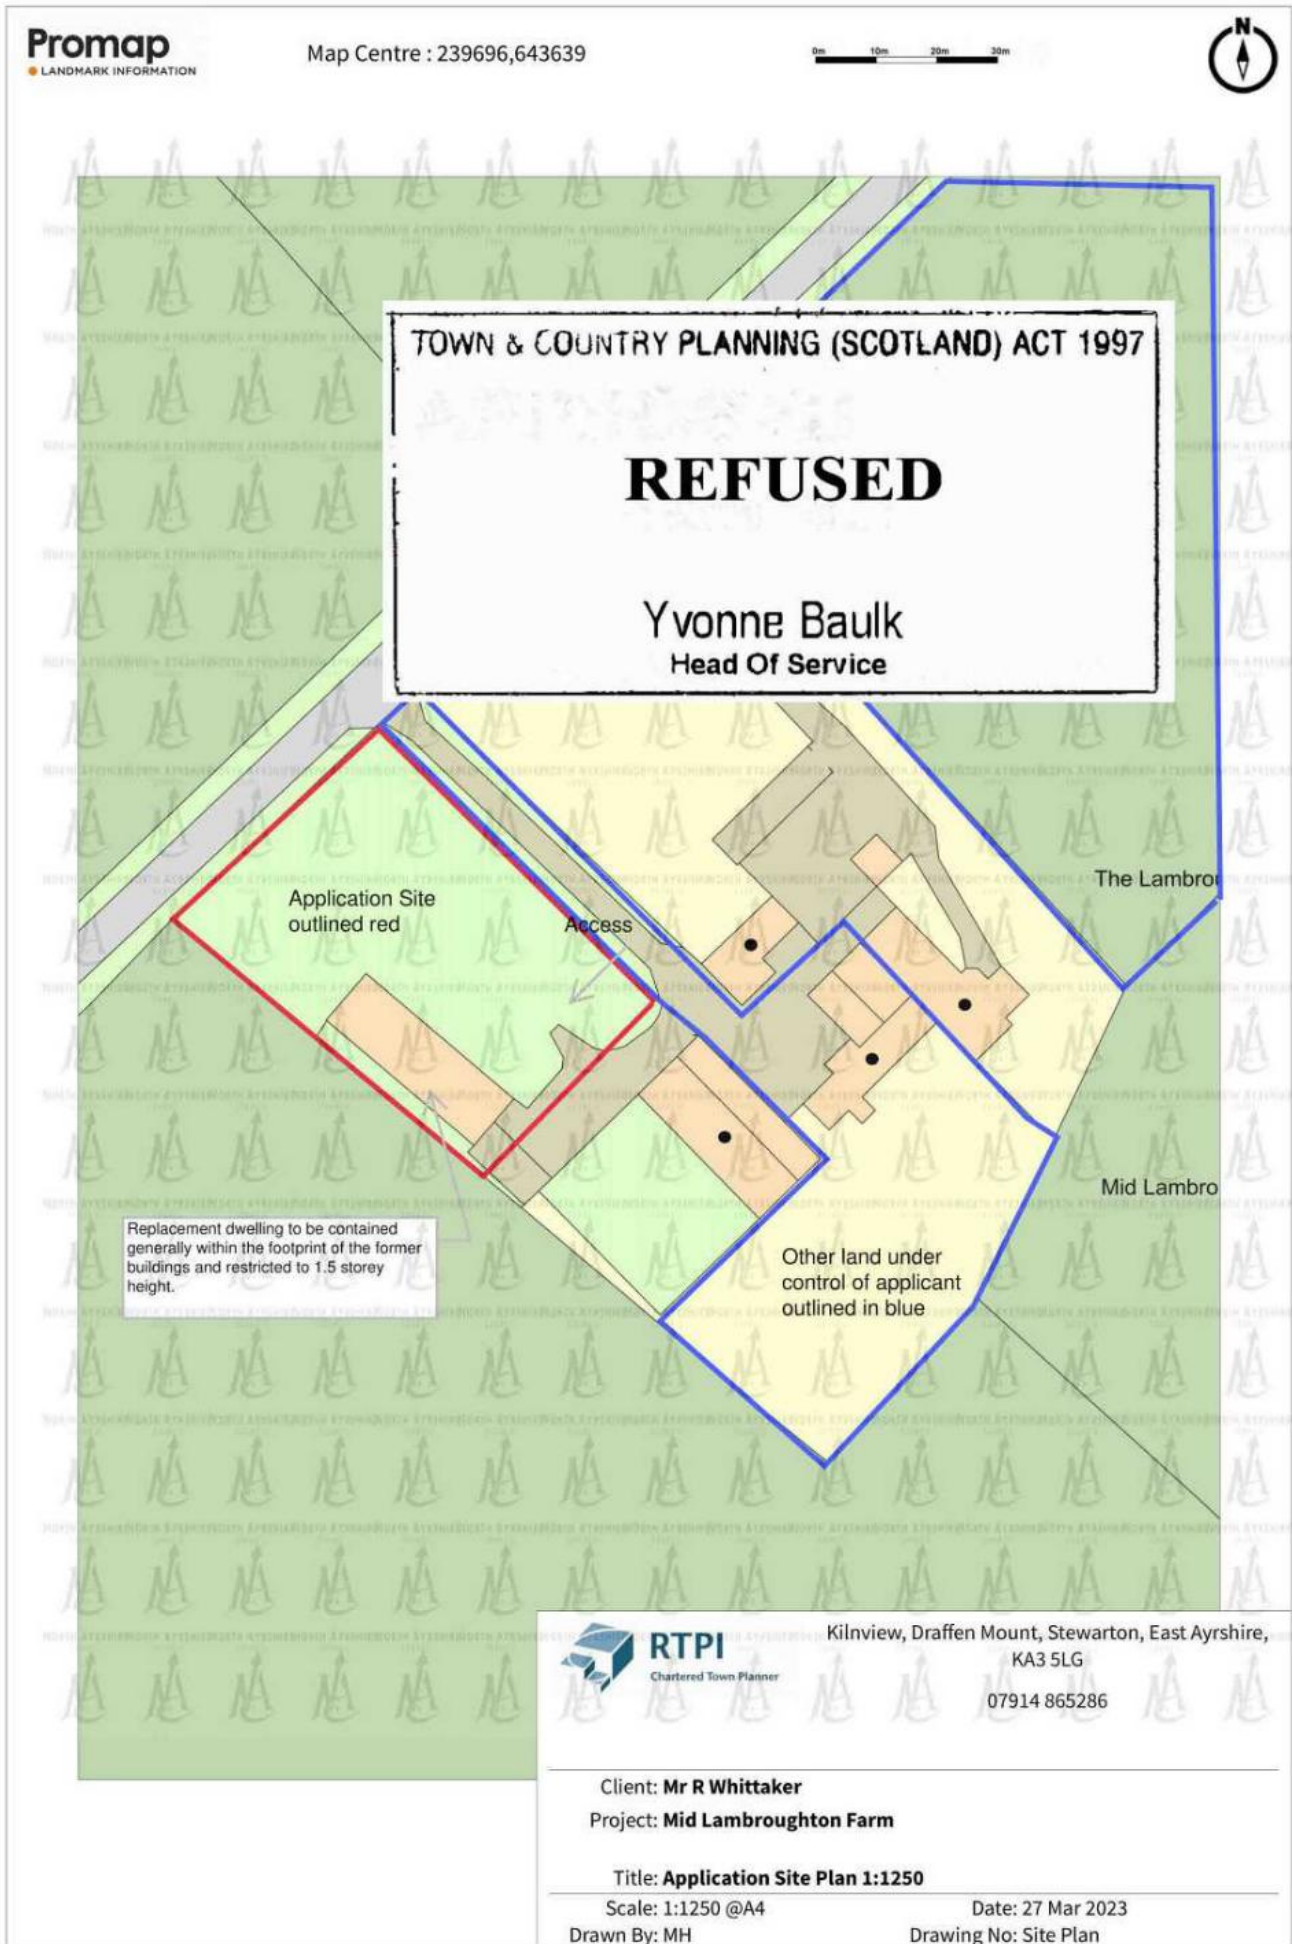 Promap
LANDMARK INFORMATION
Map Centre : 239696,643639
0m 10m 20m 30m
N
TOWN & COUNTRY PLANNING (SCOTLAND) ACT 1997
REFUSED
Yvonne Baulk
Head Of Service
Application Site
outlined red
Access
The Lambrou
Mid Lambro
Replacement dwelling to be contained
generally within the footprint of the former
buildings and restricted to 1.5 storey
height.
Other land under
control of applicant
outlined in blue
RTPI
Chartered Town Planner
Kilnview, Draffen Mount, Stewarton, East Ayrshire,
KA3 5LG
07914 865286
Client: Mr R Whittaker
Project: Mid Lambroughton Farm
Title: Application Site Plan 1:1250
Scale: 1:1250 @A4
Date: 27 Mar 2023
Drawn By: MH
Drawing No: Site Plan